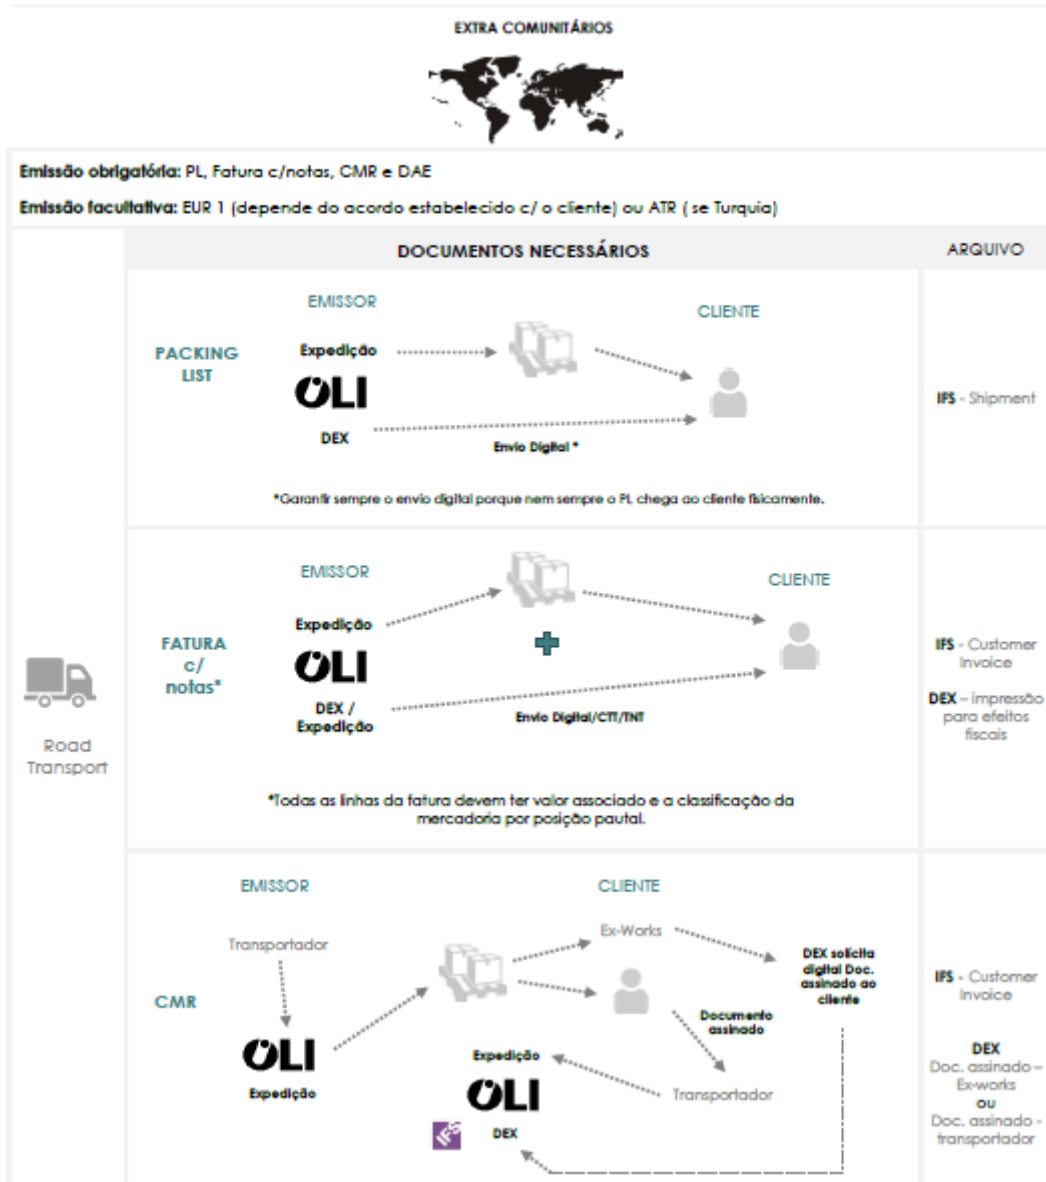 EXTRA COMUNITÁRIOS
Emissão obrigatória: PL, Fatura c/notas, CMR e DAE
Emissão facultativa: EUR 1 (depende do acordo estabelecido c/ o cliente) ou ATR ( se Turquia)
DOCUMENTOS NECESSÁRIOS
ARQUIVO
EMISSOR
CLIENTE
PACKING
LIST
Expedição
OLI
DEX
Envio Digital *
*Garantir sempre o envio digital porque nem sempre o PL chega ao cliente fisicamente.
IFS - Shipment
Road
Transport
EMISSOR
CLIENTE
FATURA
c/
notas*
Expedição
OLI
DEX /
Expedição
Envio Digital/CTT/TNT
*Todas as linhas da fatura devem ter valor associado e a classificação da
mercadoria por posição pautal.
IFS - Customer
Invoice
DEX – impressão
para efeitos
fiscais
EMISSOR
CLIENTE
CMR
Transportador
OLI
Expedição
Ex-Works
DEX solicita
digital Doc.
assinado ao
cliente
Documento
assinado
Transportador
Expedição
OLI
IFS
DEX
IFS - Customer
Invoice
DEX
Doc. assinado –
Ex-works
ou
Doc. assinado -
transportador